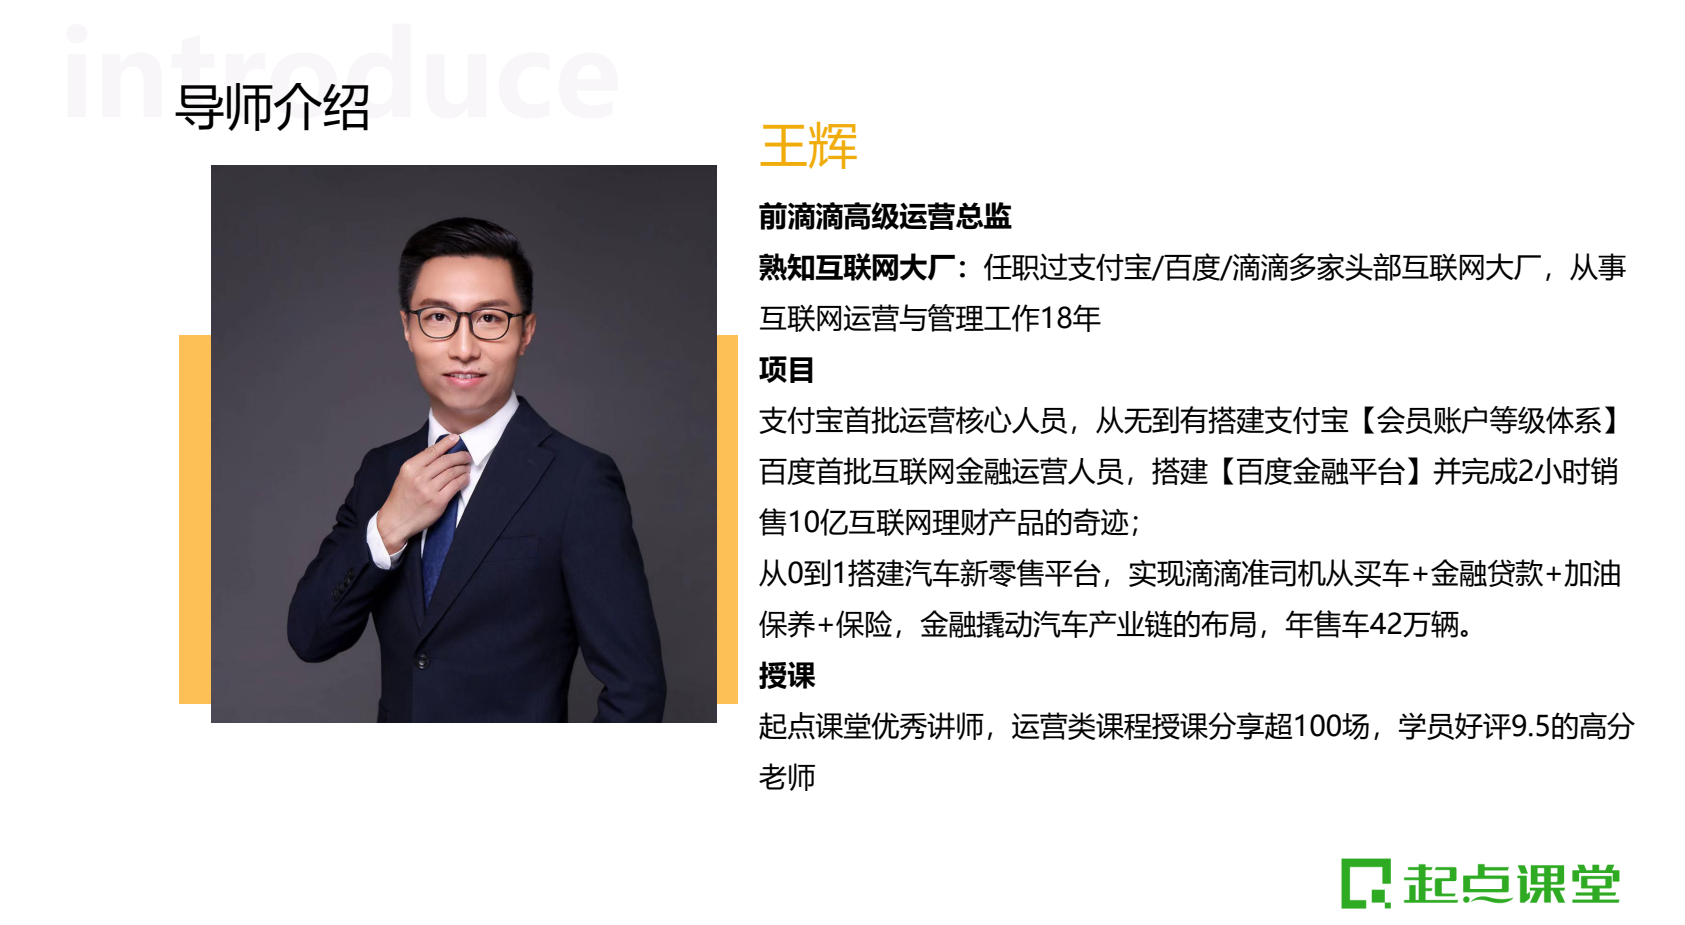 introduce
导师介绍
王辉
前滴滴高级运营总监
熟知互联网大厂：任职过支付宝/百度/滴滴多家头部互联网大厂，从事
互联网运营与管理工作18年
项目
支付宝首批运营核心人员，从无到有搭建支付宝【会员账户等级体系】
百度首批互联网金融运营人员，搭建【百度金融平台】并完成2小时销
售10亿互联网理财产品的奇迹；
从0到1搭建汽车新零售平台，实现滴滴准司机从买车+金融贷款+加油
保养+保险，金融撬动汽车产业链的布局，年售车42万辆。
授课
起点课堂优秀讲师，运营类课程授课分享超100场，学员好评9.5的高分
老师
起点课堂